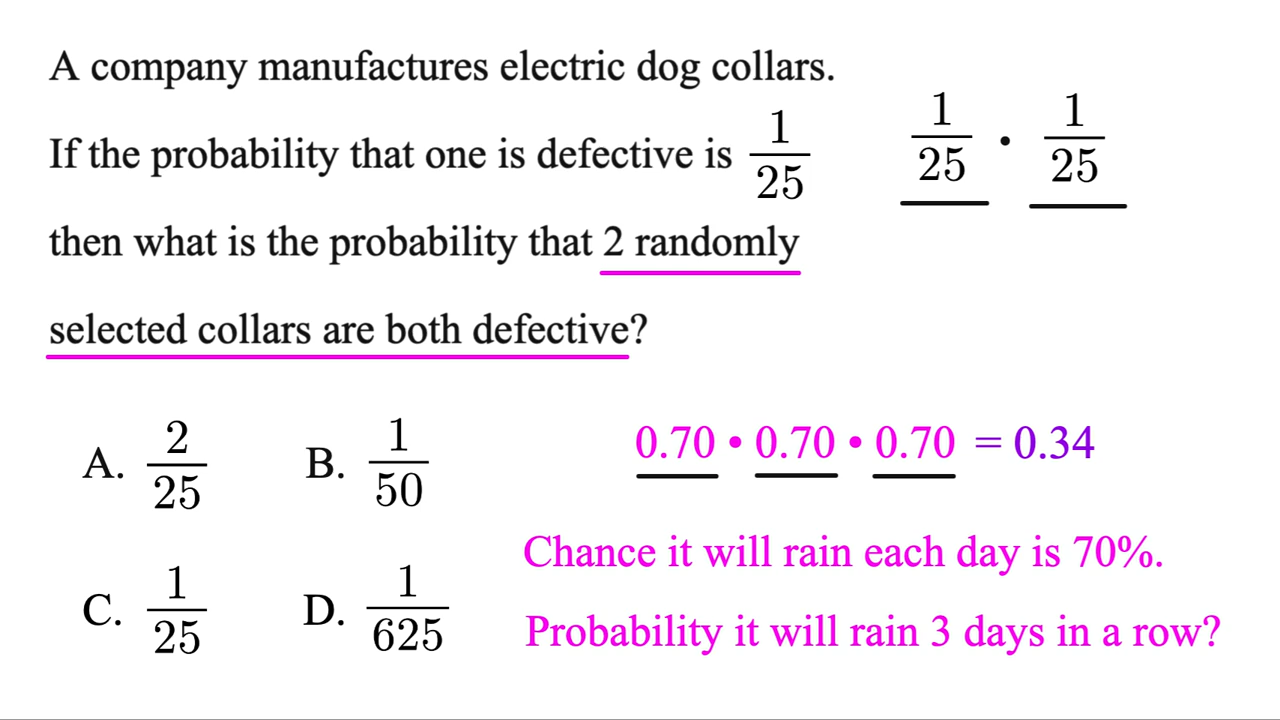 A company manufactures electric dog collars.
If the probability that one is defective is 1/25
then what is the probability that 2 randomly
selected collars are both defective?
1/25 · 1/25
A. 2/25 B. 1/50
C. 1/25 D. 1/625
0.70 • 0.70 • 0.70 = 0.34
Chance it will rain each day is 70%.
Probability it will rain 3 days in a row?